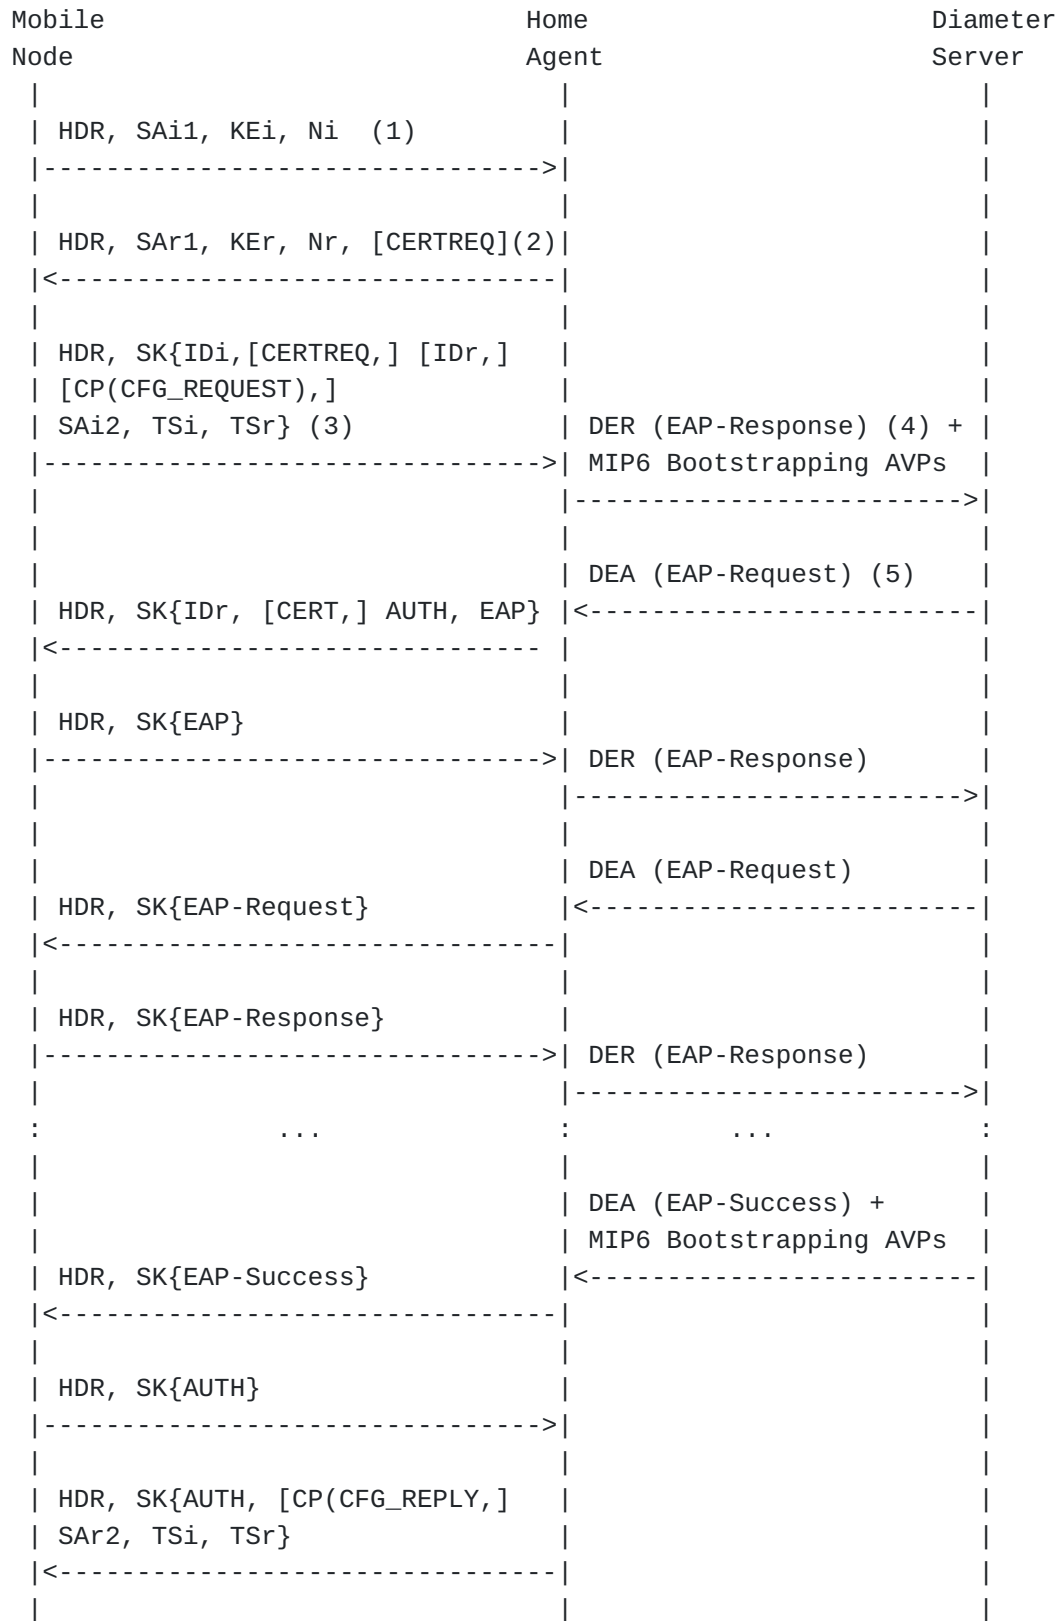 Mobile                           Home                     Diameter
Node                             Agent                    Server
 |                                  |                          |
 | HDR, SAi1, KEi, Ni  (1)          |                          |
 |-------------------------------->|                          |
 |                                  |                          |
 | HDR, SAr1, KEr, Nr, [CERTREQ](2)|                          |
 |<--------------------------------|                          |
 |                                  |                          |
 | HDR, SK{IDi,[CERTREQ,] [IDr,]   |                          |
 | [CP(CFG_REQUEST),]               |                          |
 | SAi2, TSi, TSr} (3)              | DER (EAP-Response) (4) + |
 |-------------------------------->| MIP6 Bootstrapping AVPs  |
 |                                  |------------------------->|
 |                                  |                          |
 |                                  | DEA (EAP-Request) (5)    |
 | HDR, SK{IDr, [CERT,] AUTH, EAP} |<-------------------------|
 |<------------------------------- |                          |
 |                                  |                          |
 | HDR, SK{EAP}                     |                          |
 |-------------------------------->| DER (EAP-Response)       |
 |                                  |------------------------->|
 |                                  |                          |
 |                                  | DEA (EAP-Request)        |
 | HDR, SK{EAP-Request}             |<-------------------------|
 |<--------------------------------|                          |
 |                                  |                          |
 | HDR, SK{EAP-Response}            |                          |
 |-------------------------------->| DER (EAP-Response)       |
 |                                  |------------------------->|
 :               ...                :          ...             :
 |                                  |                          |
 |                                  | DEA (EAP-Success) +      |
 |                                  | MIP6 Bootstrapping AVPs  |
 | HDR, SK{EAP-Success}             |<-------------------------|
 |<--------------------------------|                          |
 |                                  |                          |
 | HDR, SK{AUTH}                    |                          |
 |-------------------------------->|                          |
 |                                  |                          |
 | HDR, SK{AUTH, [CP(CFG_REPLY,]   |                          |
 | SAr2, TSi, TSr}                  |                          |
 |<--------------------------------|                          |
 |                                  |                          |